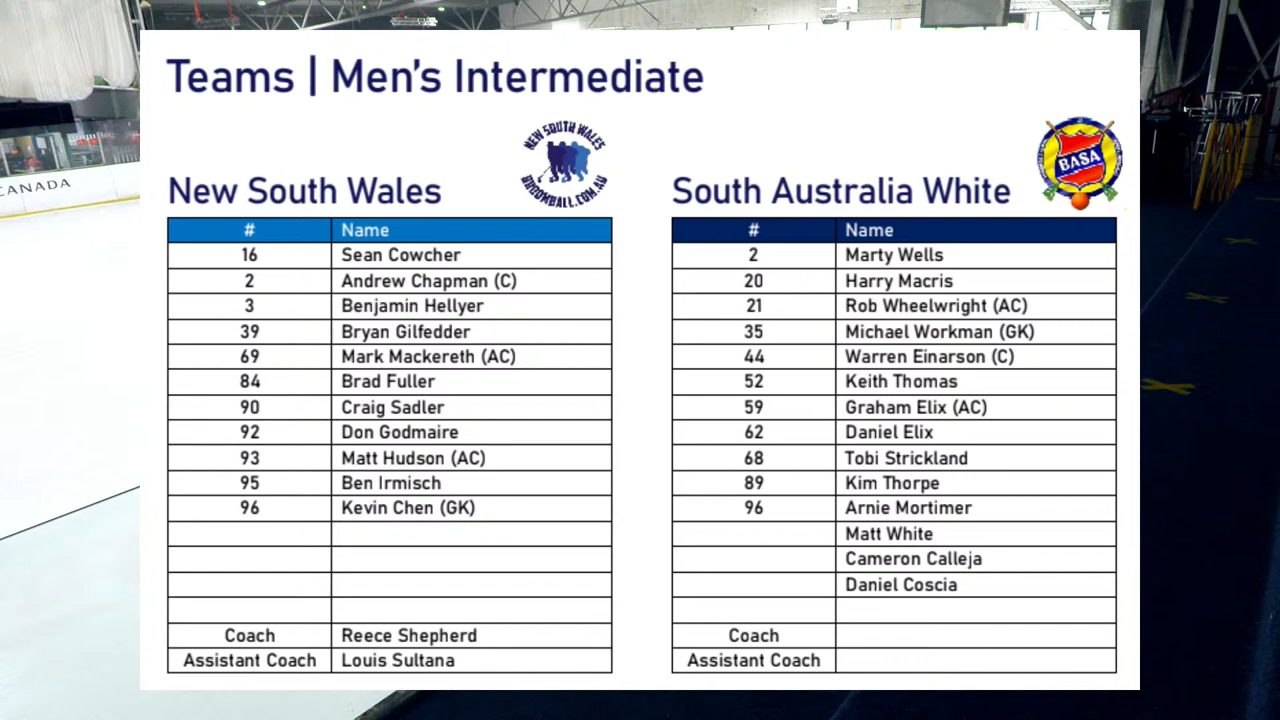 Teams | Men's Intermediate
New South Wales
NEW SOUTH WALES
BROOMBALL.COM.AU
# Name
16 Sean Cowcher
2 Andrew Chapman (C)
3 Benjamin Hellyer
39 Bryan Gilfedder
69 Mark Mackereth (AC)
84 Brad Fuller
90 Craig Sadler
92 Don Godmaire
93 Matt Hudson (AC)
95 Ben Irmisch
96 Kevin Chen (GK)
Coach Reece Shepherd
Assistant Coach Louis Sultana
South Australia White
BASA
# Name
2 Marty Wells
20 Harry Macris
21 Rob Wheelwright (AC)
35 Michael Workman (GK)
44 Warren Einarson (C)
52 Keith Thomas
59 Graham Elix (AC)
62 Daniel Elix
68 Tobi Strickland
89 Kim Thorpe
96 Arnie Mortimer
Matt White
Cameron Calleja
Daniel Coscia
Coach
Assistant Coach
CANADA